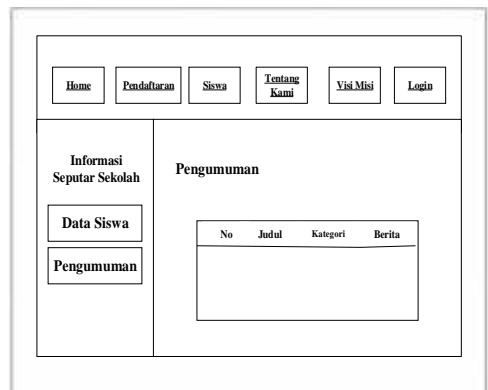 Home Pendaftaran Siswa Tentang Kami Visi Misi Login
Informasi
Seputar Sekolah
Data Siswa
Pengumuman
Pengumuman
No Judul Kategori Berita